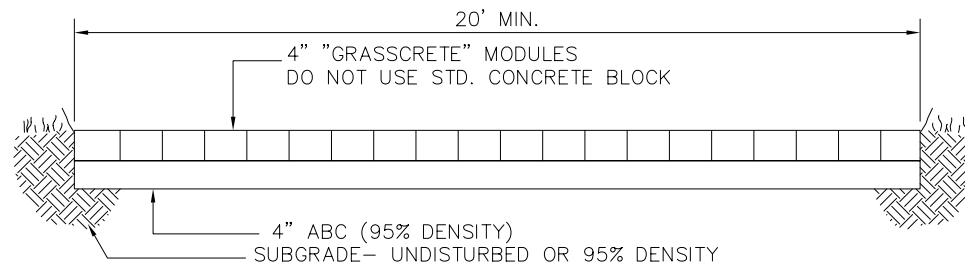 20' MIN.
4" "GRASSCRETE" MODULES
DO NOT USE STD. CONCRETE BLOCK
4" ABC (95% DENSITY)
SUBGRADE- UNDISTURBED OR 95% DENSITY